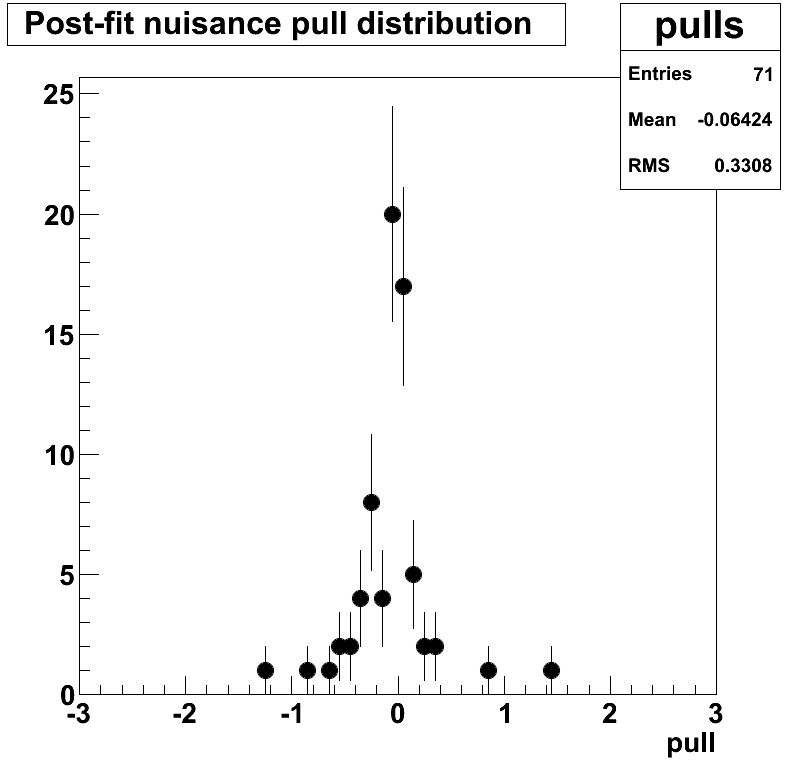 Post-fit nuisance pull distribution
pulls
Entries 71
Mean -0.06424
RMS 0.3308
25
20
15
10
5
0
-3 -2 -1 0 1 2 3
pull